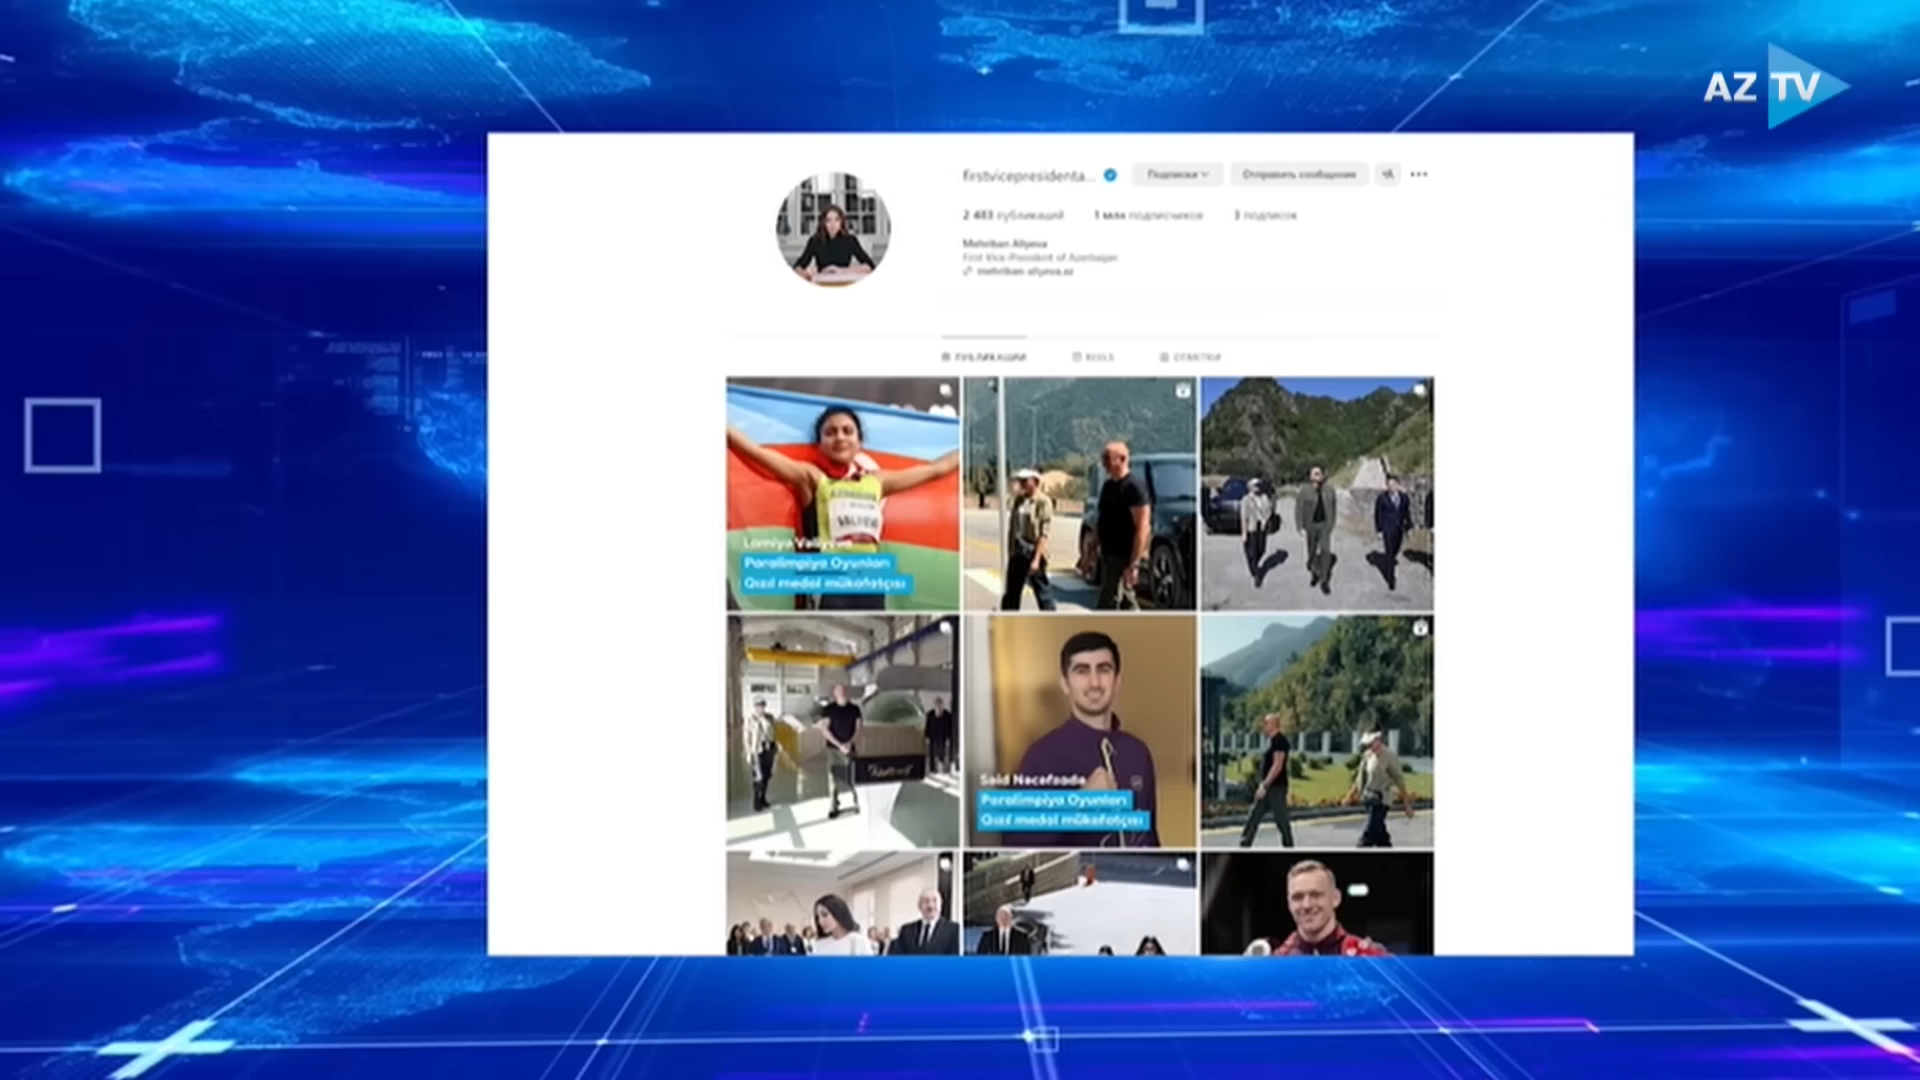 AZ TV
firstvicepresidenta...
Подписки
Отправить сообщение
2 483 публикаций
1 млн подписчиков
3 подписок
Mehriban Aliyeva
First Vice-President of Azerbaijan
mehriban-aliyeva.az
ПУБЛИКАЦИИ
REELS
ОТМЕТКИ
Lamiya Valiyeva
Paralimpiya Oyunları
Qızıl medal mükafatçısı
Said Necefzade
Paralimpiya Oyunları
Qızıl medal mükafatçısı